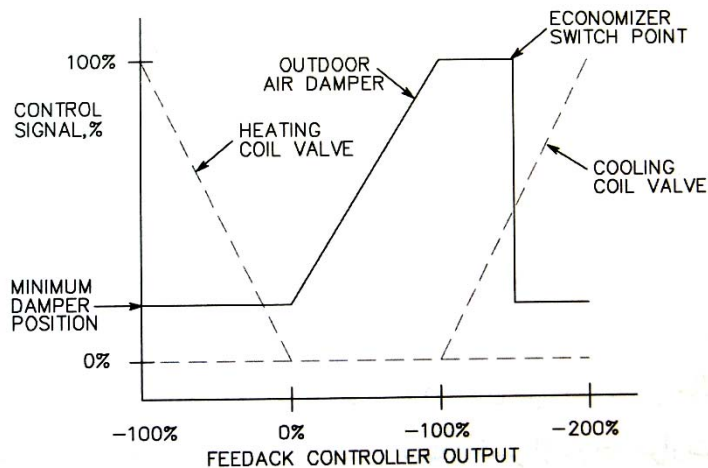 ECONOMIZER
SWITCH POINT
100%
OUTDOOR
AIR DAMPER
CONTROL
SIGNAL,%
HEATING
COIL VALVE
COOLING
COIL VALVE
MINIMUM
DAMPER
POSITION
0%
-100%
0%
-100%
-200%
FEEDACK CONTROLLER OUTPUT